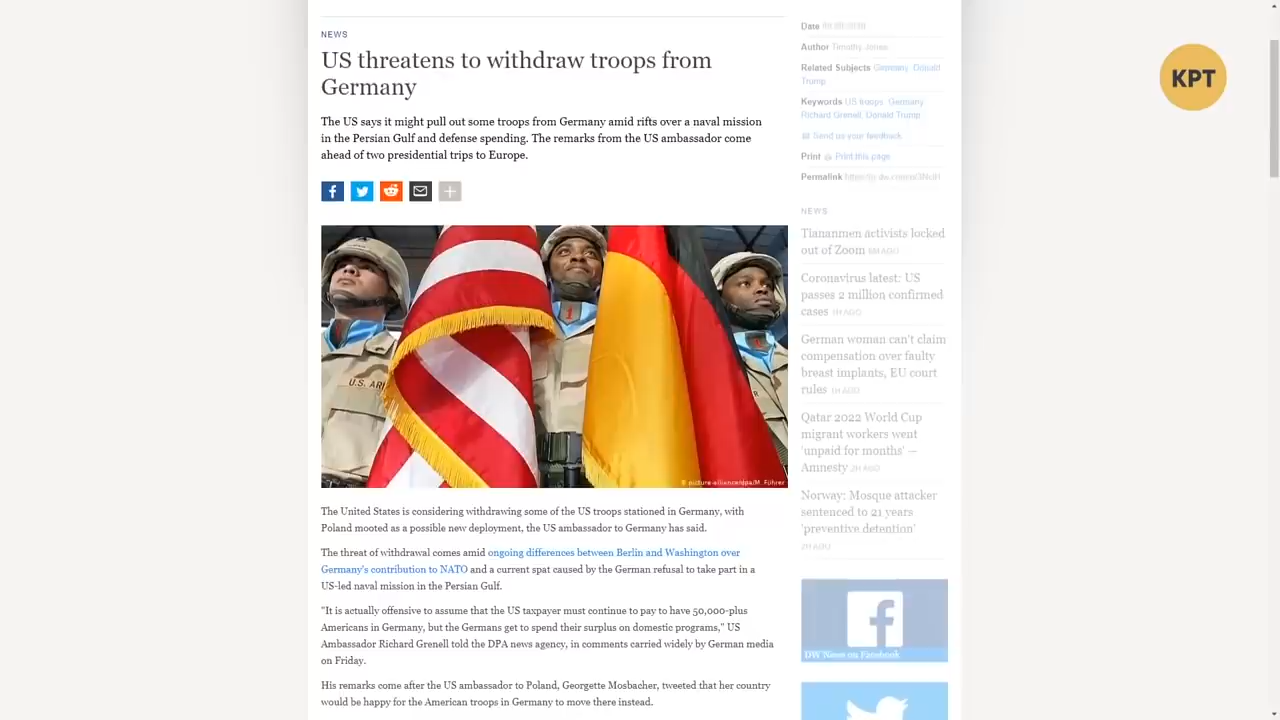 NEWS
US threatens to withdraw troops from
Germany
The US says it might pull out some troops from Germany amid rifts over a naval mission
in the Persian Gulf and defense spending. The remarks from the US ambassador come
ahead of two presidential trips to Europe.
U.S. AR
© picture-alliance/dpa/M. Führer
The United States is considering withdrawing some of the US troops stationed in Germany, with
Poland mooted as a possible new deployment, the US ambassador to Germany has said.
The threat of withdrawal comes amid ongoing differences between Berlin and Washington over
Germany's contribution to NATO and a current spat caused by the German refusal to take part in a
US-led naval mission in the Persian Gulf.
"It is actually offensive to assume that the US taxpayer must continue to pay to have 50,000-plus
Americans in Germany, but the Germans get to spend their surplus on domestic programs," US
Ambassador Richard Grenell told the DPA news agency, in comments carried widely by German media
on Friday.
His remarks come after the US ambassador to Poland, Georgette Mosbacher, tweeted that her country
would be happy for the American troops in Germany to move there instead.
Date
Author Timothy Jones
Related Subjects Germany, Donald
Trump
Keywords US troops, Germany,
Richard Grenell, Donald Trump
Send us your feedback.
Print Print this page
Permalink
NEWS
Tiananmen activists locked
out of Zoom AGO
Coronavirus latest: US
passes 2 million confirmed
cases 1H AGO
German woman can't claim
compensation over faulty
breast implants, EU court
rules 1H AGO
Qatar 2022 World Cup
migrant workers went
'unpaid for months' —
Amnesty 2H AGO
Norway: Mosque attacker
sentenced to 21 years
'preventive detention'
2H AGO
DW News on Facebook
KPT